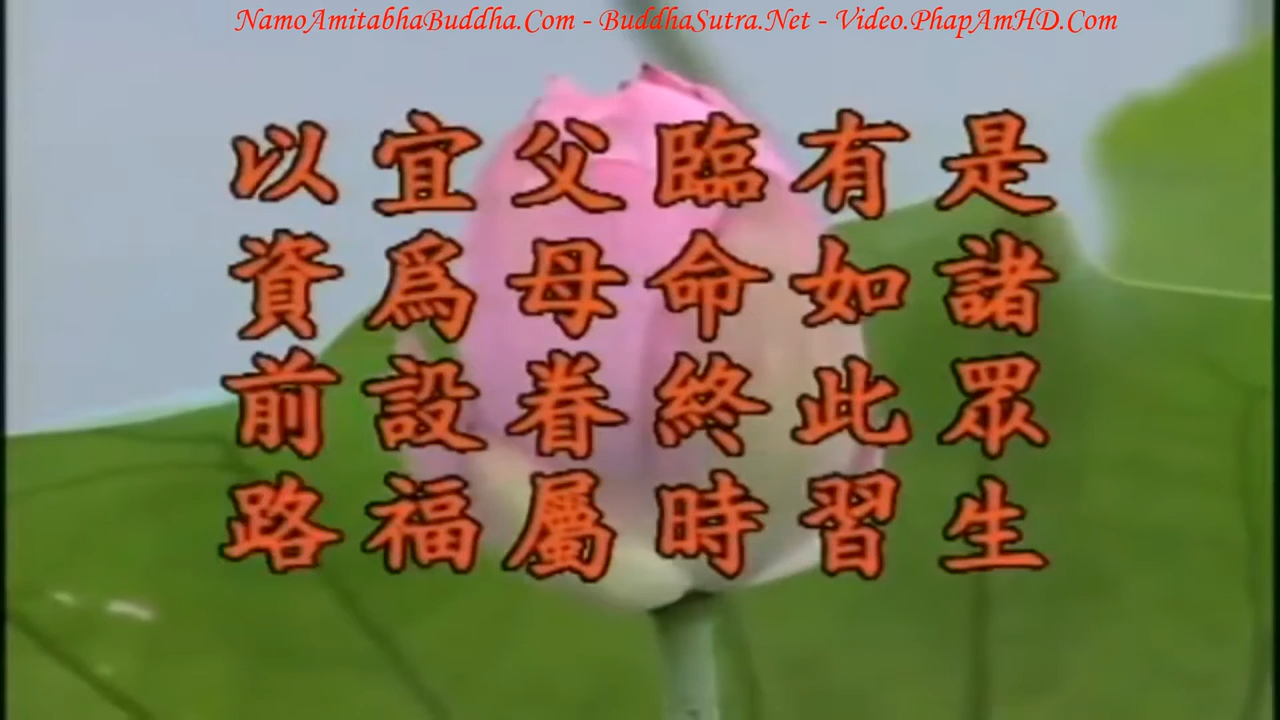 NamoAmitabhaBuddha.Com - BuddhaSutra.Net - Video.PhapAmHD.Com
是諸眾生
有如此習
臨命終時
父母眷屬
宜為設福
以資前路